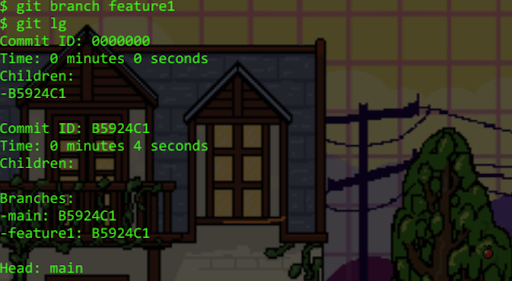 $ git branch feature1
$ git lg
Commit ID: 0000000
Time: 0 minutes 0 seconds
Children:
-B5924C1
Commit ID: B5924C1
Time: 0 minutes 4 seconds
Children:
Branches:
-main: B5924C1
-feature1: B5924C1
Head: main